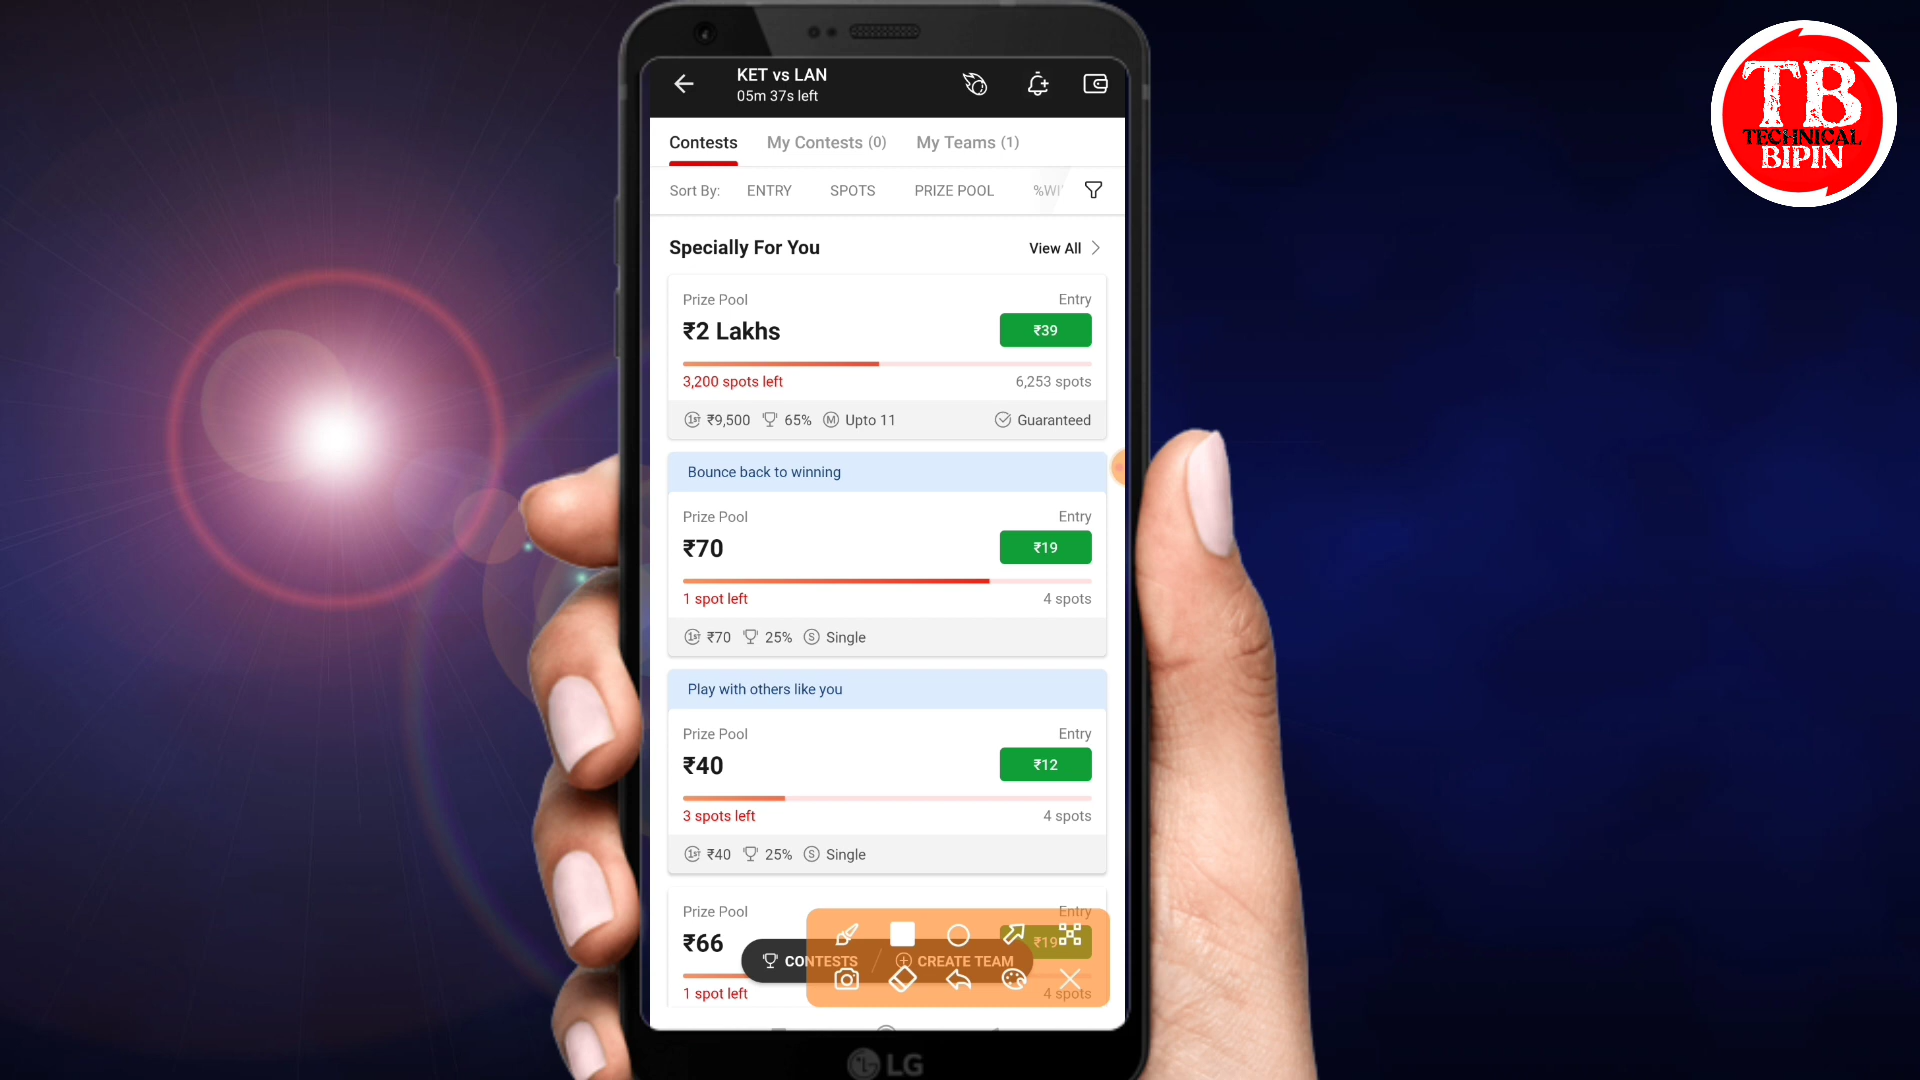 KET vs LAN
05m 37s left
Contests
My Contests (0)
My Teams (1)
Sort By:
ENTRY
SPOTS
PRIZE POOL
Specially For You
View All
Prize Pool
Entry
₹2 Lakhs
₹39
3,200 spots left
6,253 spots
1st ₹9,500
65%
M Upto 11
Guaranteed
Bounce back to winning
Prize Pool
Entry
₹70
₹19
1 spot left
4 spots
1st ₹70
25%
S Single
Play with others like you
Prize Pool
Entry
₹40
₹12
3 spots left
4 spots
1st ₹40
25%
S Single
Prize Pool
Entry
₹66
₹19
CONTESTS
CREATE TEAM
1 spot left
4 spots
LG
TB
TECHNICAL
BIPIN